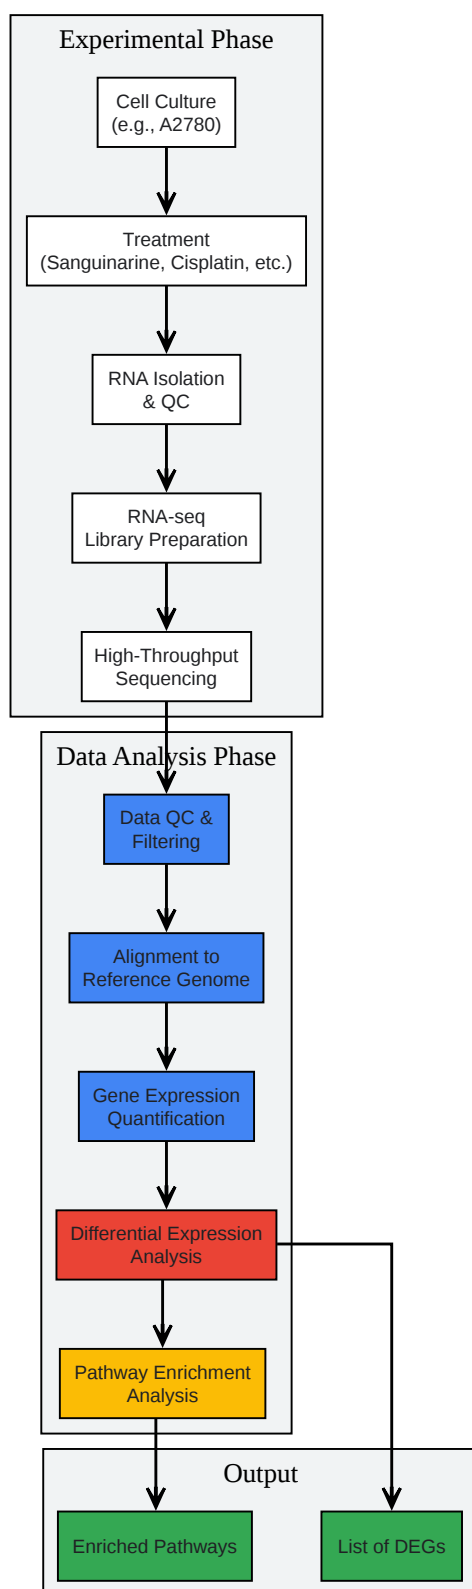 Experimental Phase
Cell Culture
(e.g., A2780)
Treatment
(Sanguinarine, Cisplatin, etc.)
RNA Isolation
& QC
RNA-seq
Library Preparation
High-Throughput
Sequencing
Data Analysis Phase
Data QC &
Filtering
Alignment to
Reference Genome
Gene Expression
Quantification
Differential Expression
Analysis
Pathway Enrichment
Analysis
Output
Enriched Pathways
List of DEGs